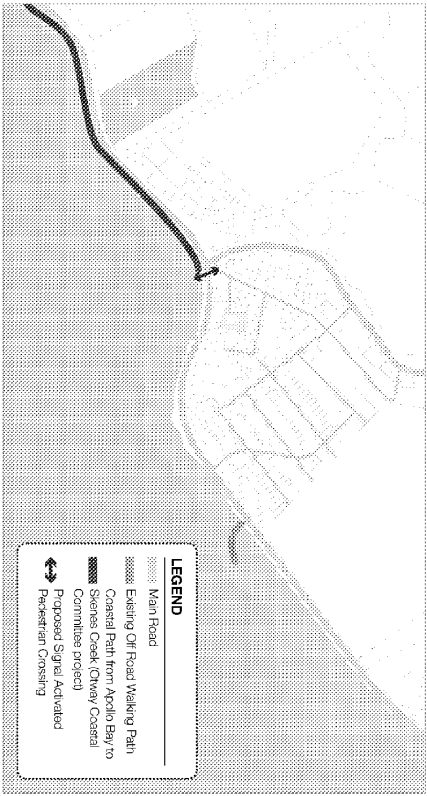 LEGEND
Main Road
Existing Off Road Walking Path
Coastal Path from Apollo Bay to
Skenes Creek (Otway Coastal
Committee project)
Proposed Signal Activated
Pedestrian Crossing